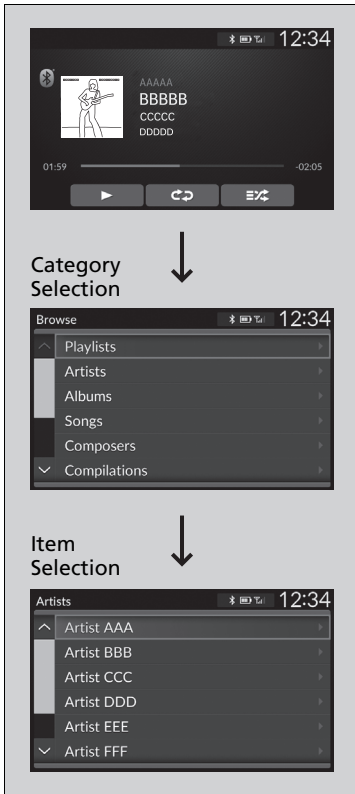 12:34
AAAAA
BBBBB
CCCCC
DDDDD
01:59 -02:05
Category
Selection
Browse 12:34
Playlists
Artists
Albums
Songs
Composers
Compilations
Item
Selection
Artists 12:34
Artist AAA
Artist BBB
Artist CCC
Artist DDD
Artist EEE
Artist FFF